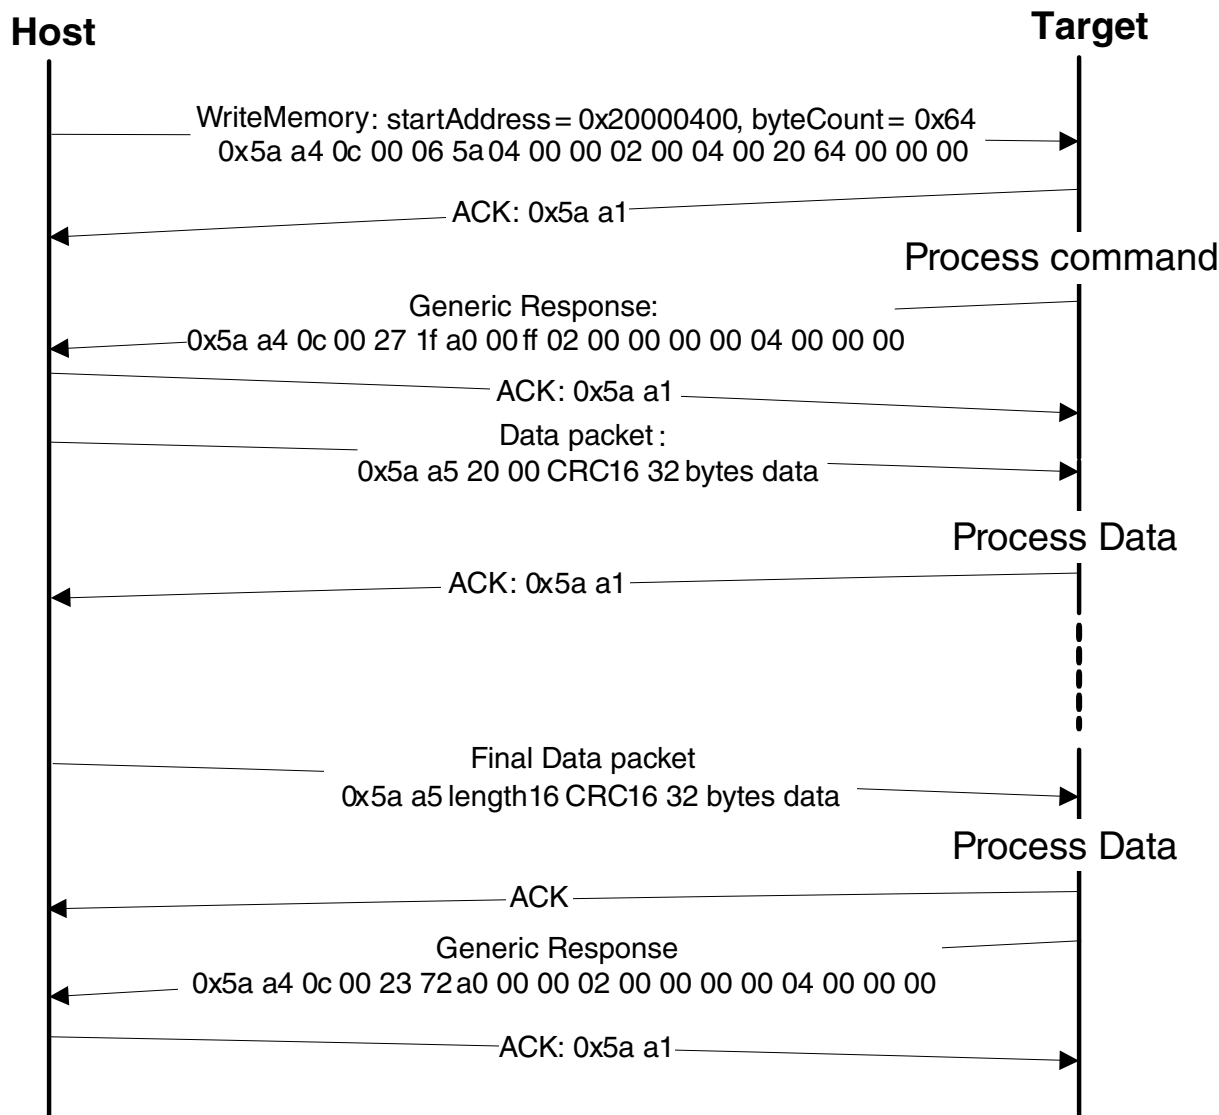 Host
Target
WriteMemory: startAddress = 0x20000400, byteCount = 0x64
0x5a a4 0c 00 06 5a 04 00 00 02 00 04 00 20 64 00 00 00
ACK: 0x5a a1
Process command
Generic Response:
0x5a a4 0c 00 27 1f a0 00 ff 02 00 00 00 00 04 00 00 00
ACK: 0x5a a1
Data packet :
0x5a a5 20 00 CRC16 32 bytes data
Process Data
ACK: 0x5a a1
Final Data packet
0x5a a5 length16 CRC16 32 bytes data
Process Data
ACK
Generic Response
0x5a a4 0c 00 23 72 a0 00 00 02 00 00 00 00 04 00 00 00
ACK: 0x5a a1